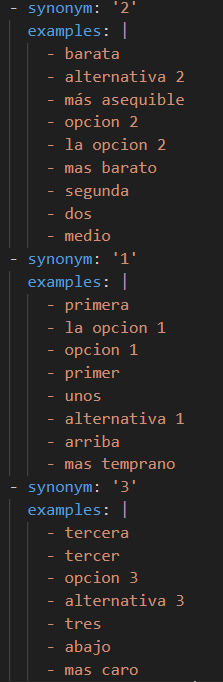 - synonym: '2'
  examples: |
    - barata
    - alternativa 2
    - más asequible
    - opcion 2
    - la opcion 2
    - mas barato
    - segunda
    - dos
    - medio
- synonym: '1'
  examples: |
    - primera
    - la opcion 1
    - opcion 1
    - primer
    - unos
    - alternativa 1
    - arriba
    - mas temprano
- synonym: '3'
  examples: |
    - tercera
    - tercer
    - opcion 3
    - alternativa 3
    - tres
    - abajo
    - mas caro